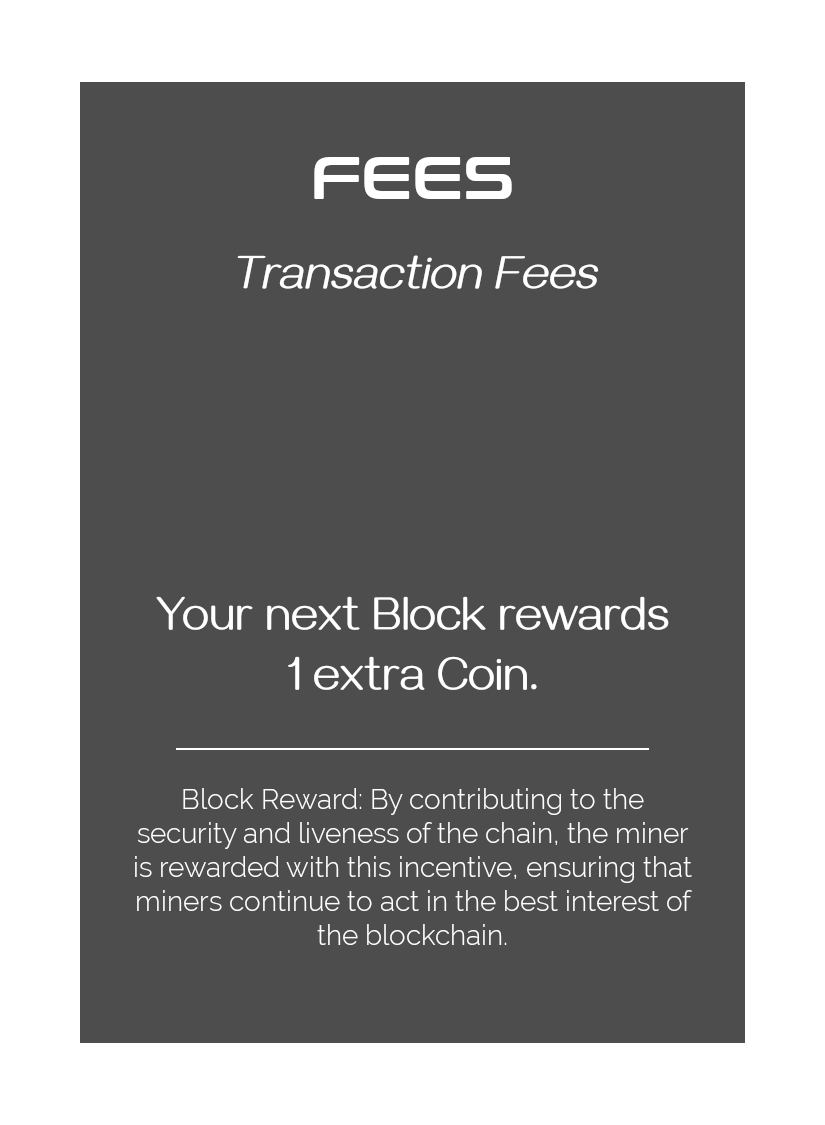 FEES
Transaction Fees
Your next Block rewards
1 extra Coin.
Block Reward: By contributing to the
security and liveness of the chain, the miner
is rewarded with this incentive, ensuring that
miners continue to act in the best interest of
the blockchain.